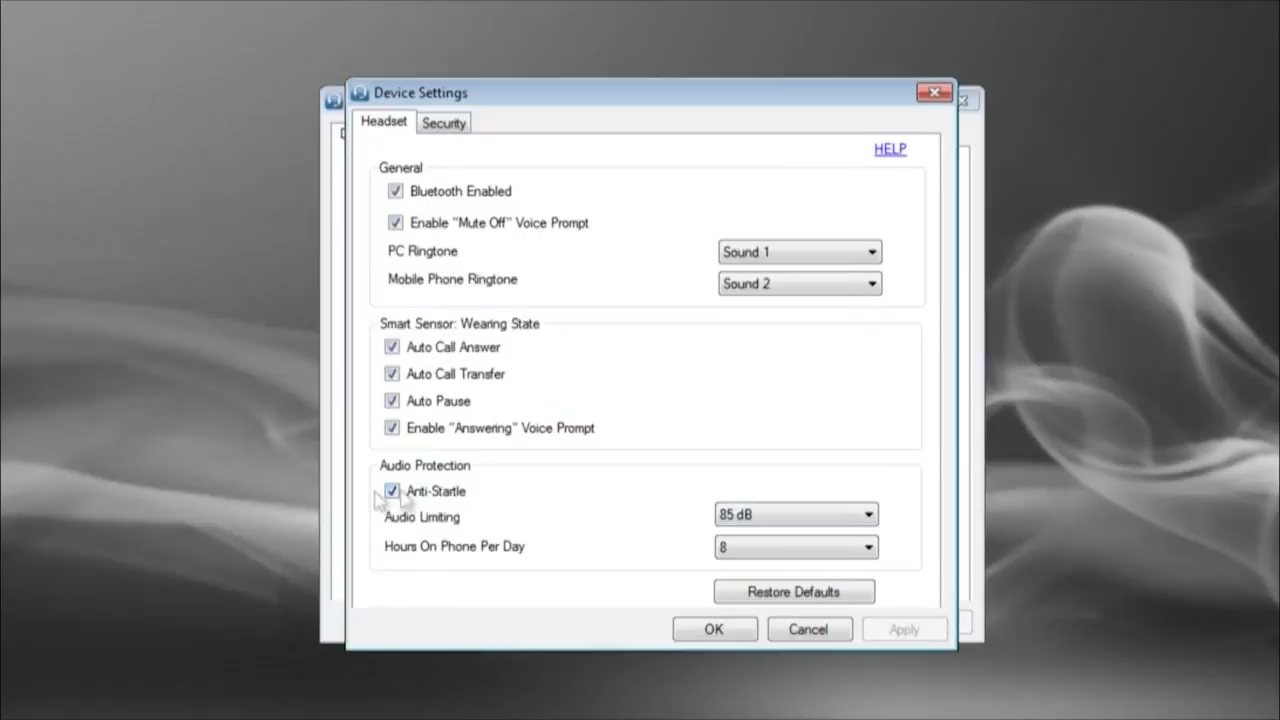 Device Settings
Headset
Security
HELP
General
Bluetooth Enabled
Enable "Mute Off" Voice Prompt
PC Ringtone
Sound 1
Mobile Phone Ringtone
Sound 2
Smart Sensor: Wearing State
Auto Call Answer
Auto Call Transfer
Auto Pause
Enable "Answering" Voice Prompt
Audio Protection
Anti-Startle
Audio Limiting
85 dB
Hours On Phone Per Day
8
Restore Defaults
OK
Cancel
Apply